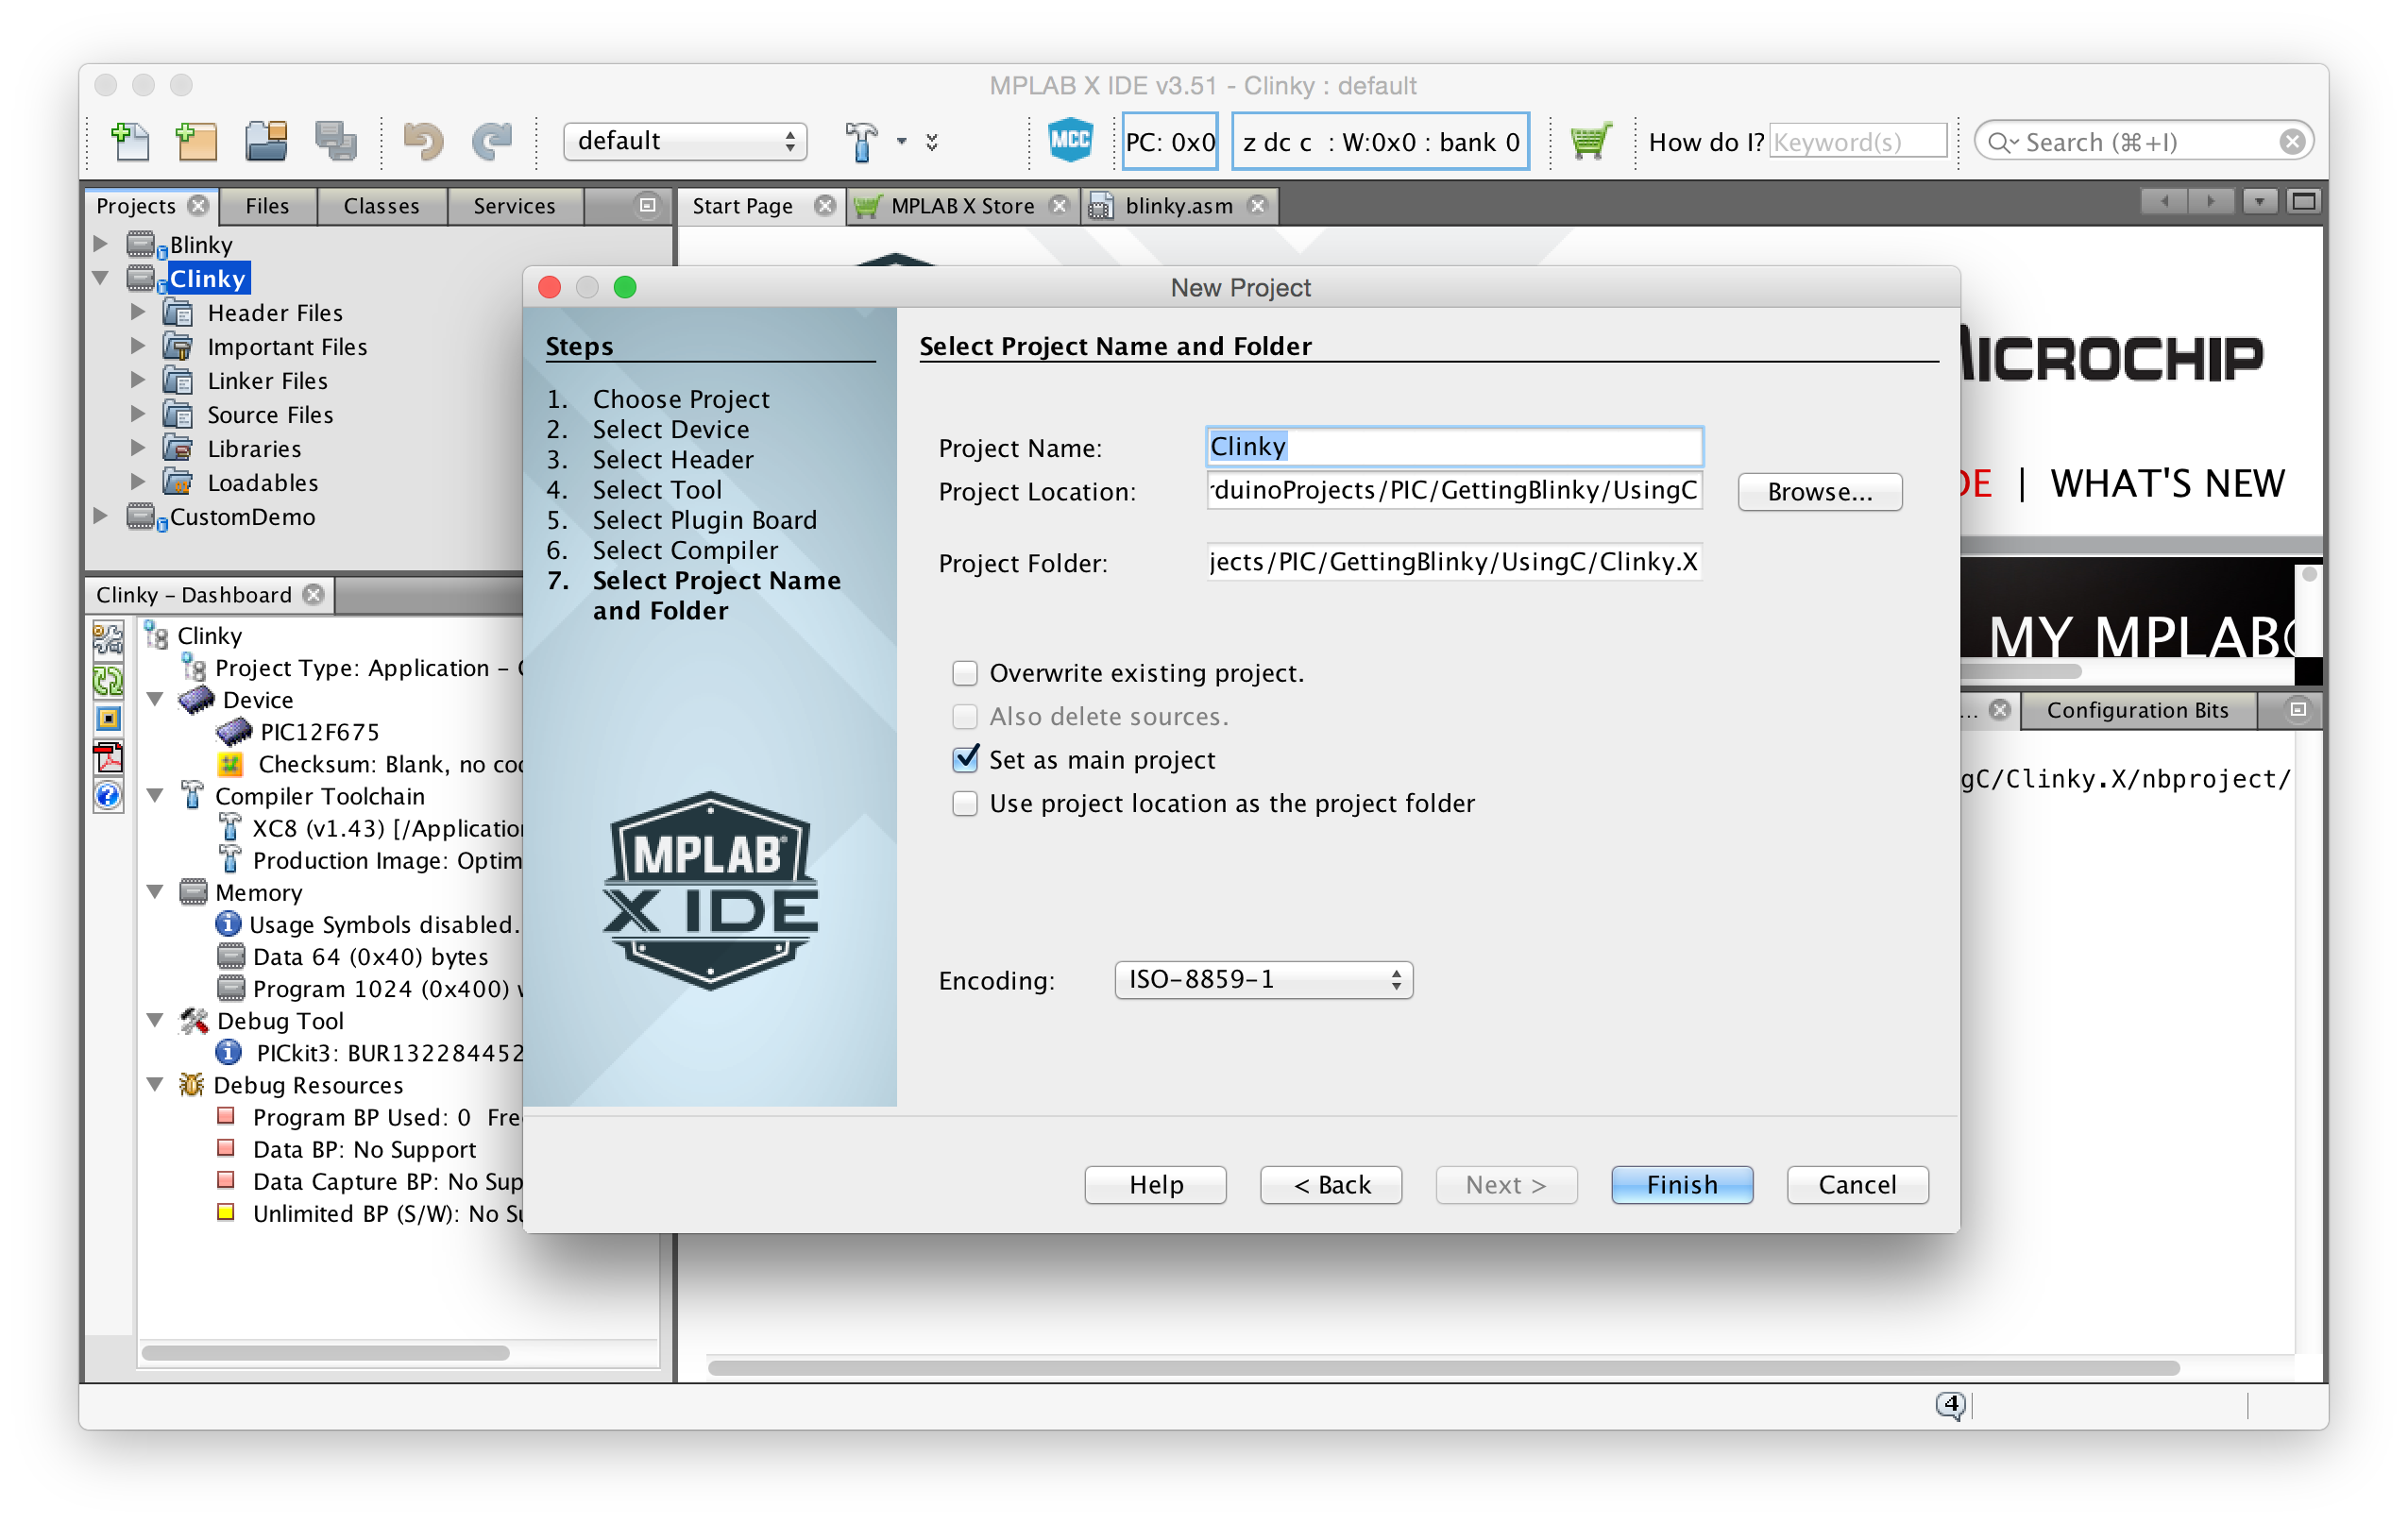 MPLAB X IDE v3.51 - Clinky : default
default
MCC
PC: 0x0
z dc c : W:0x0 : bank 0
How do I?
Keyword(s)
Search (⌘+I)
Projects
Files
Classes
Services
Start Page
MPLAB X Store
blinky.asm
Blinky
Clinky
Header Files
Important Files
Linker Files
Source Files
Libraries
Loadables
CustomDemo
MICROCHIP
DE | WHAT'S NEW
MY MPLAB
Configuration Bits
gC/Clinky.X/nbproject/
Clinky – Dashboard
Clinky
Project Type: Application –
Device
PIC12F675
Checksum: Blank, no co
Compiler Toolchain
XC8 (v1.43) [/Applicatio
Production Image: Optim
Memory
Usage Symbols disabled.
Data 64 (0x40) bytes
Program 1024 (0x400)
Debug Tool
PICkit3: BUR132284452
Debug Resources
Program BP Used: 0 Fre
Data BP: No Support
Data Capture BP: No Sup
Unlimited BP (S/W): No S
New Project
Steps
1. Choose Project
2. Select Device
3. Select Header
4. Select Tool
5. Select Plugin Board
6. Select Compiler
7. Select Project Name
and Folder
MPLAB®
X IDE
Select Project Name and Folder
Project Name:
Clinky
Project Location:
rduinoProjects/PIC/GettingBlinky/UsingC
Browse...
Project Folder:
jects/PIC/GettingBlinky/UsingC/Clinky.X
Overwrite existing project.
Also delete sources.
Set as main project
Use project location as the project folder
Encoding:
ISO-8859-1
Help
< Back
Next >
Finish
Cancel
4